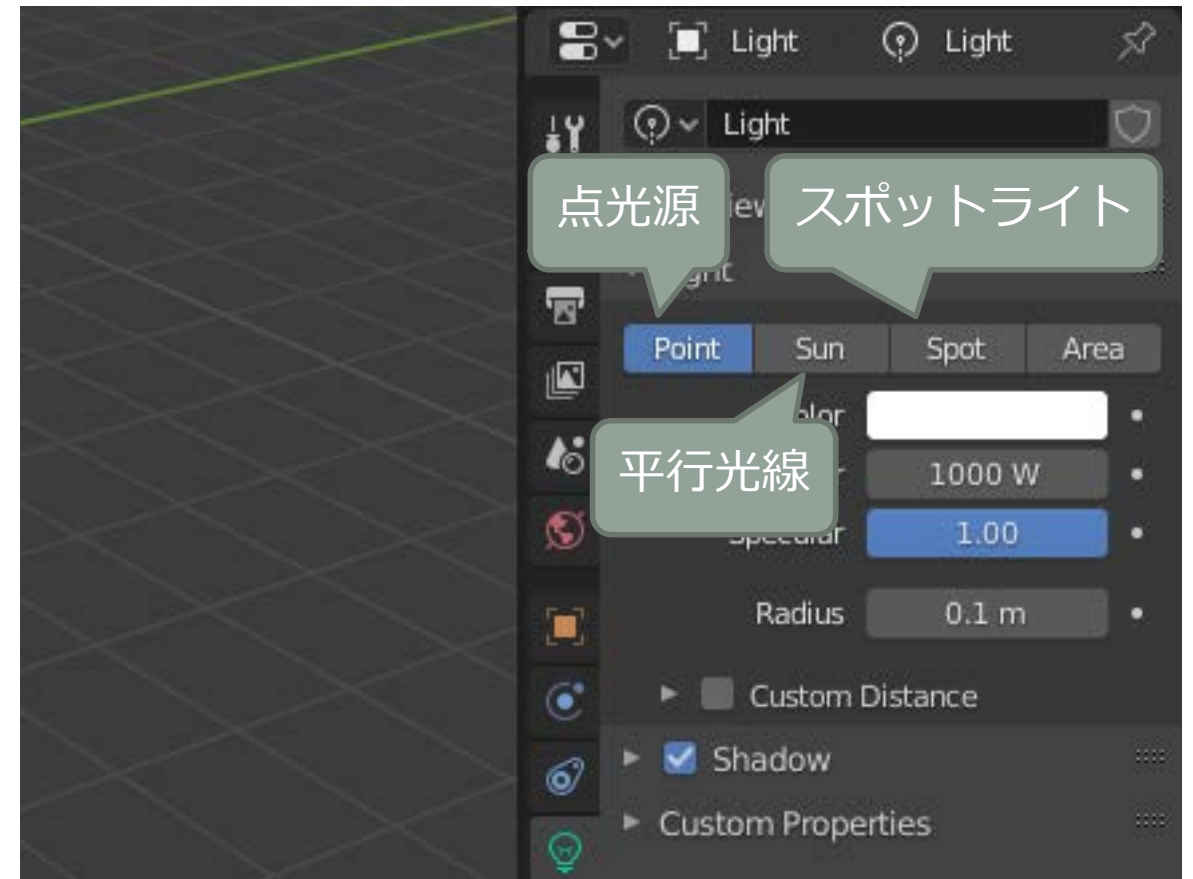 Light Light
Light
点光源
スポットライト
Point Sun Spot Area
平行光線
1000 W
1.00
Radius 0.1 m
Custom Distance
Shadow
Custom Properties